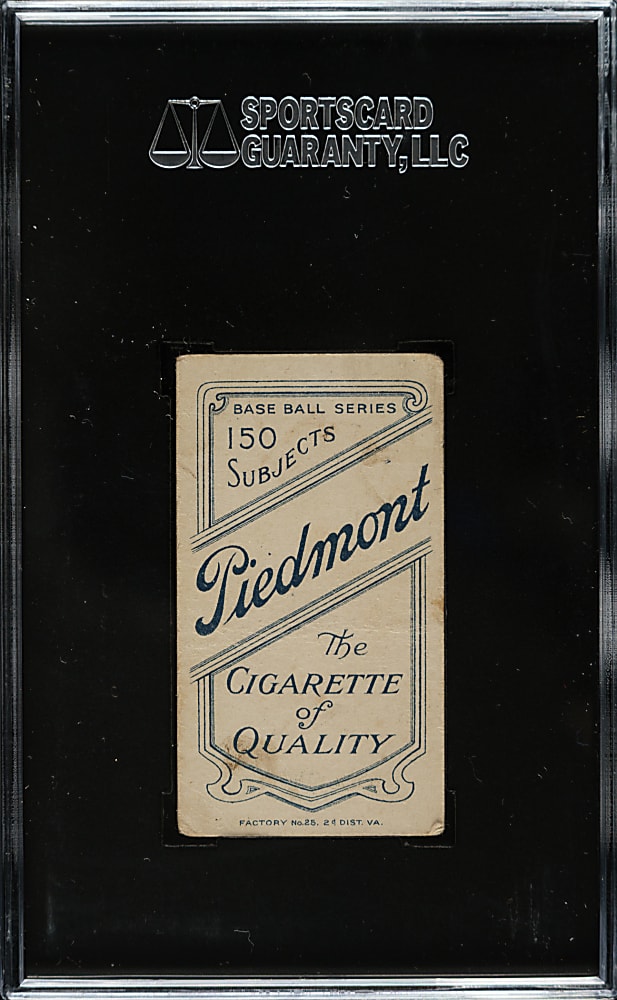 SPORTSCARD
GUARANTY, LLC
BASE BALL SERIES
150
SUBJECTS
Piedmont
The
CIGARETTE
of
QUALITY
FACTORY No. 25. 2d DIST. VA.